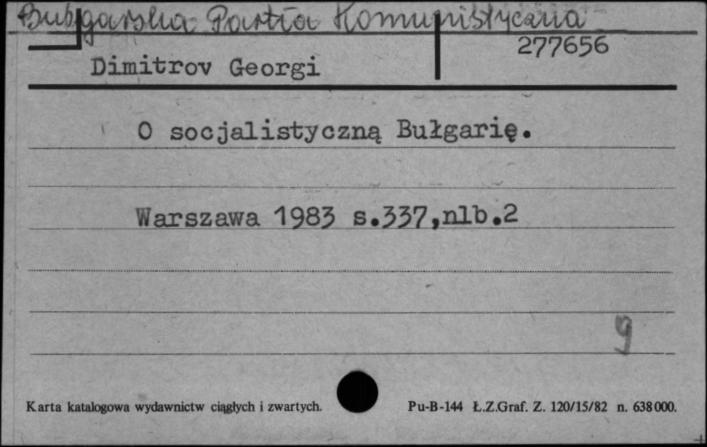 Bułgarska Partia Komunistyczna
277656
Dimitrov Georgi
O socjalistyczną Bułgarię.
Warszawa 1983 s.337,nlb.2
9
Karta katalogowa wydawnictw ciągłych i zwartych. Pu-B-144 Ł.Z.Graf. Z. 120/15/82 n. 638000.